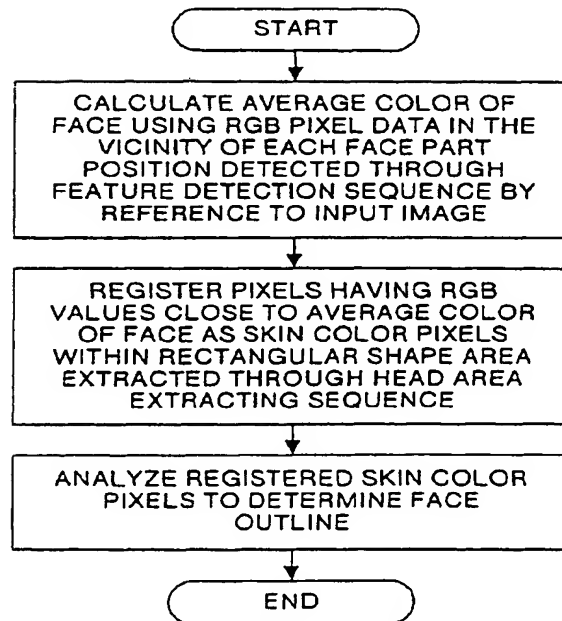 START
CALCULATE AVERAGE COLOR OF
FACE USING RGB PIXEL DATA IN THE
VICINITY OF EACH FACE PART
POSITION DETECTED THROUGH
FEATURE DETECTION SEQUENCE BY
REFERENCE TO INPUT IMAGE
REGISTER PIXELS HAVING RGB
VALUES CLOSE TO AVERAGE COLOR
OF FACE AS SKIN COLOR PIXELS
WITHIN RECTANGULAR SHAPE AREA
EXTRACTED THROUGH HEAD AREA
EXTRACTING SEQUENCE
ANALYZE REGISTERED SKIN COLOR
PIXELS TO DETERMINE FACE
OUTLINE
END